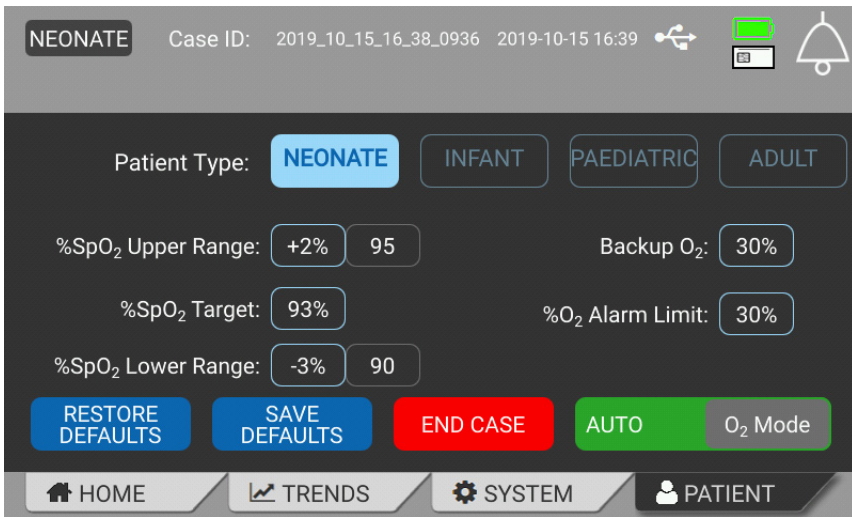 NEONATE Case ID: 2019_10_15_16_38_0936 2019-10-15 16:39
Patient Type: NEONATE INFANT PAEDIATRIC ADULT
%SpO₂ Upper Range: +2% 95 Backup O₂: 30%
%SpO₂ Target: 93% %O₂ Alarm Limit: 30%
%SpO₂ Lower Range: -3% 90
RESTORE DEFAULTS SAVE DEFAULTS END CASE AUTO O₂ Mode
HOME TRENDS SYSTEM PATIENT